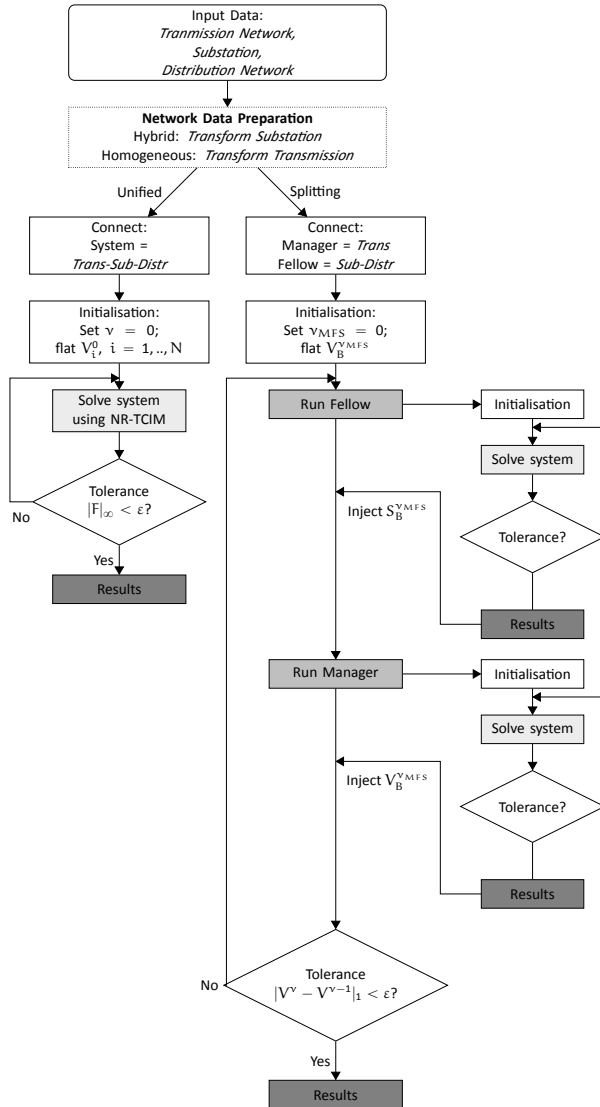 Input Data:
Tranmission Network,
Substation,
Distribution Network
Network Data Preparation
Hybrid: Transform Substation
Homogeneous: Transform Transmission
Unified
Splitting
Connect:
System =
Trans-Sub-Distr
Connect:
Manager = Trans
Fellow = Sub-Distr
Initialisation:
Set ν = 0;
flat V_i^0, i = 1,..,N
Initialisation:
Set ν_MFS = 0;
flat V_B^ν_MFS
Solve system
using NR-TCIM
Run Fellow
Initialisation
Solve system
Tolerance
|F|_∞ < ε?
No
Yes
Results
Inject S_B^ν_MFS
Tolerance?
Results
Run Manager
Initialisation
Solve system
Inject V_B^ν_MFS
Tolerance?
Results
Tolerance
|V^ν − V^ν−1|_1 < ε?
No
Yes
Results